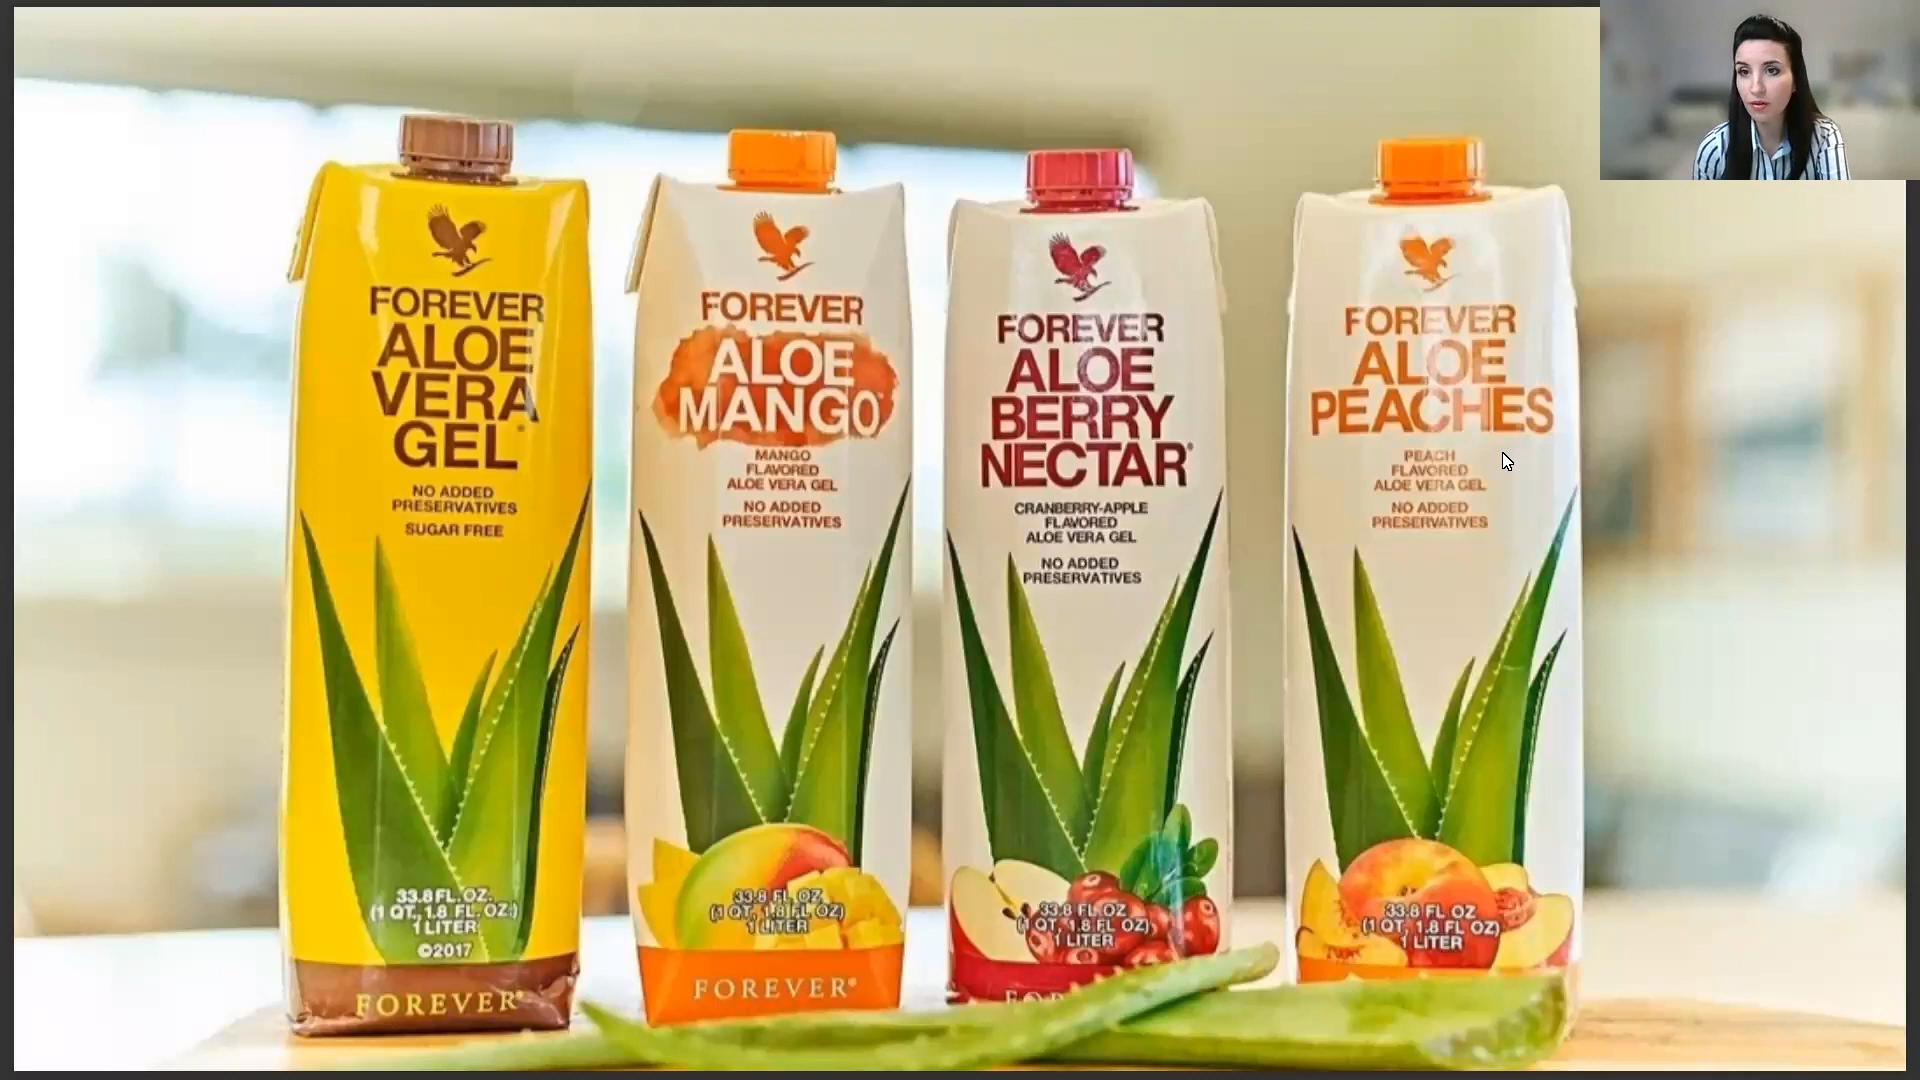 FOREVER
ALOE
VERA
GEL®
NO ADDED
PRESERVATIVES
SUGAR FREE
33.8 FL. OZ.
(1 QT, 1.8 FL. OZ.)
1 LITER
©2017
FOREVER®
FOREVER
ALOE
MANGO™
MANGO
FLAVORED
ALOE VERA GEL
NO ADDED
PRESERVATIVES
33.8 FL OZ
(1 QT, 1.8 FL OZ)
1 LITER
FOREVER®
FOREVER
ALOE
BERRY
NECTAR®
CRANBERRY-APPLE
FLAVORED
ALOE VERA GEL
NO ADDED
PRESERVATIVES
33.8 FL OZ
(1 QT, 1.8 FL OZ)
1 LITER
FOREVER
ALOE
PEACHES
PEACH
FLAVORED
ALOE VERA GEL
NO ADDED
PRESERVATIVES
33.8 FL OZ
(1 QT, 1.8 FL OZ)
1 LITER